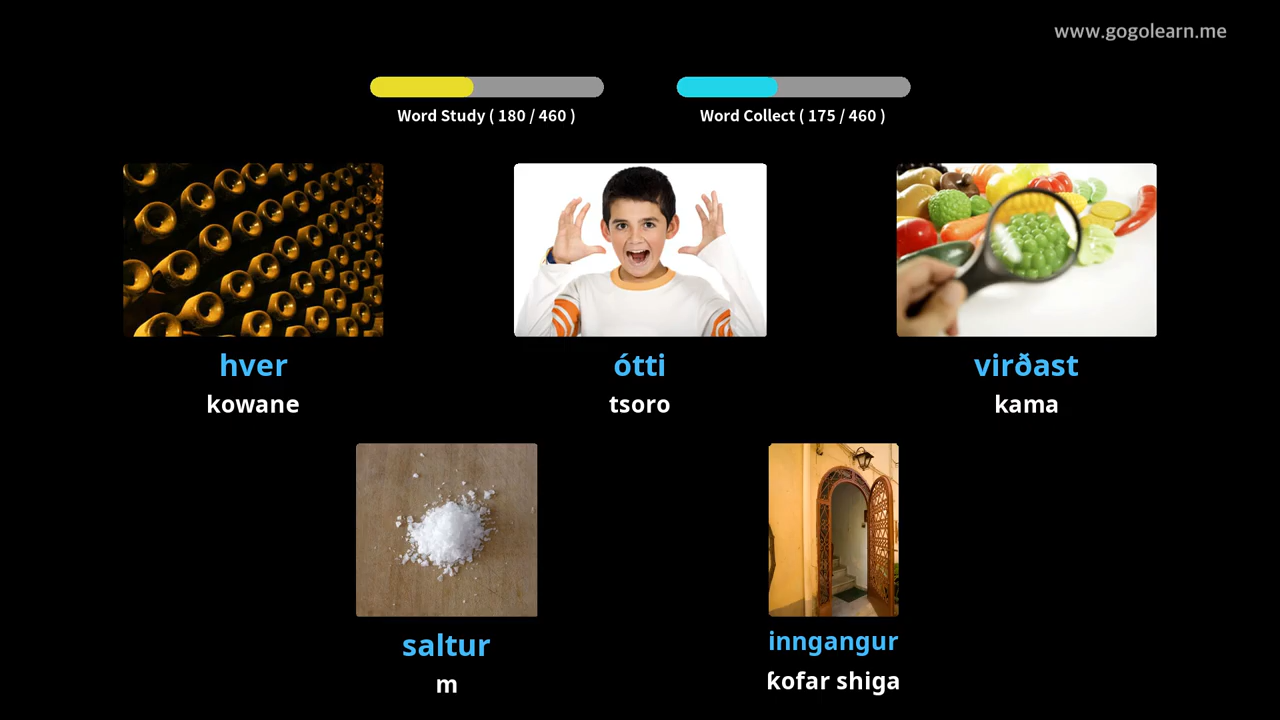 www.gogolearn.me
Word Study ( 180 / 460 )
Word Collect ( 175 / 460 )
hver
ótti
virðast
kowane
tsoro
kama
saltur
inngangur
m
ƙofar shiga